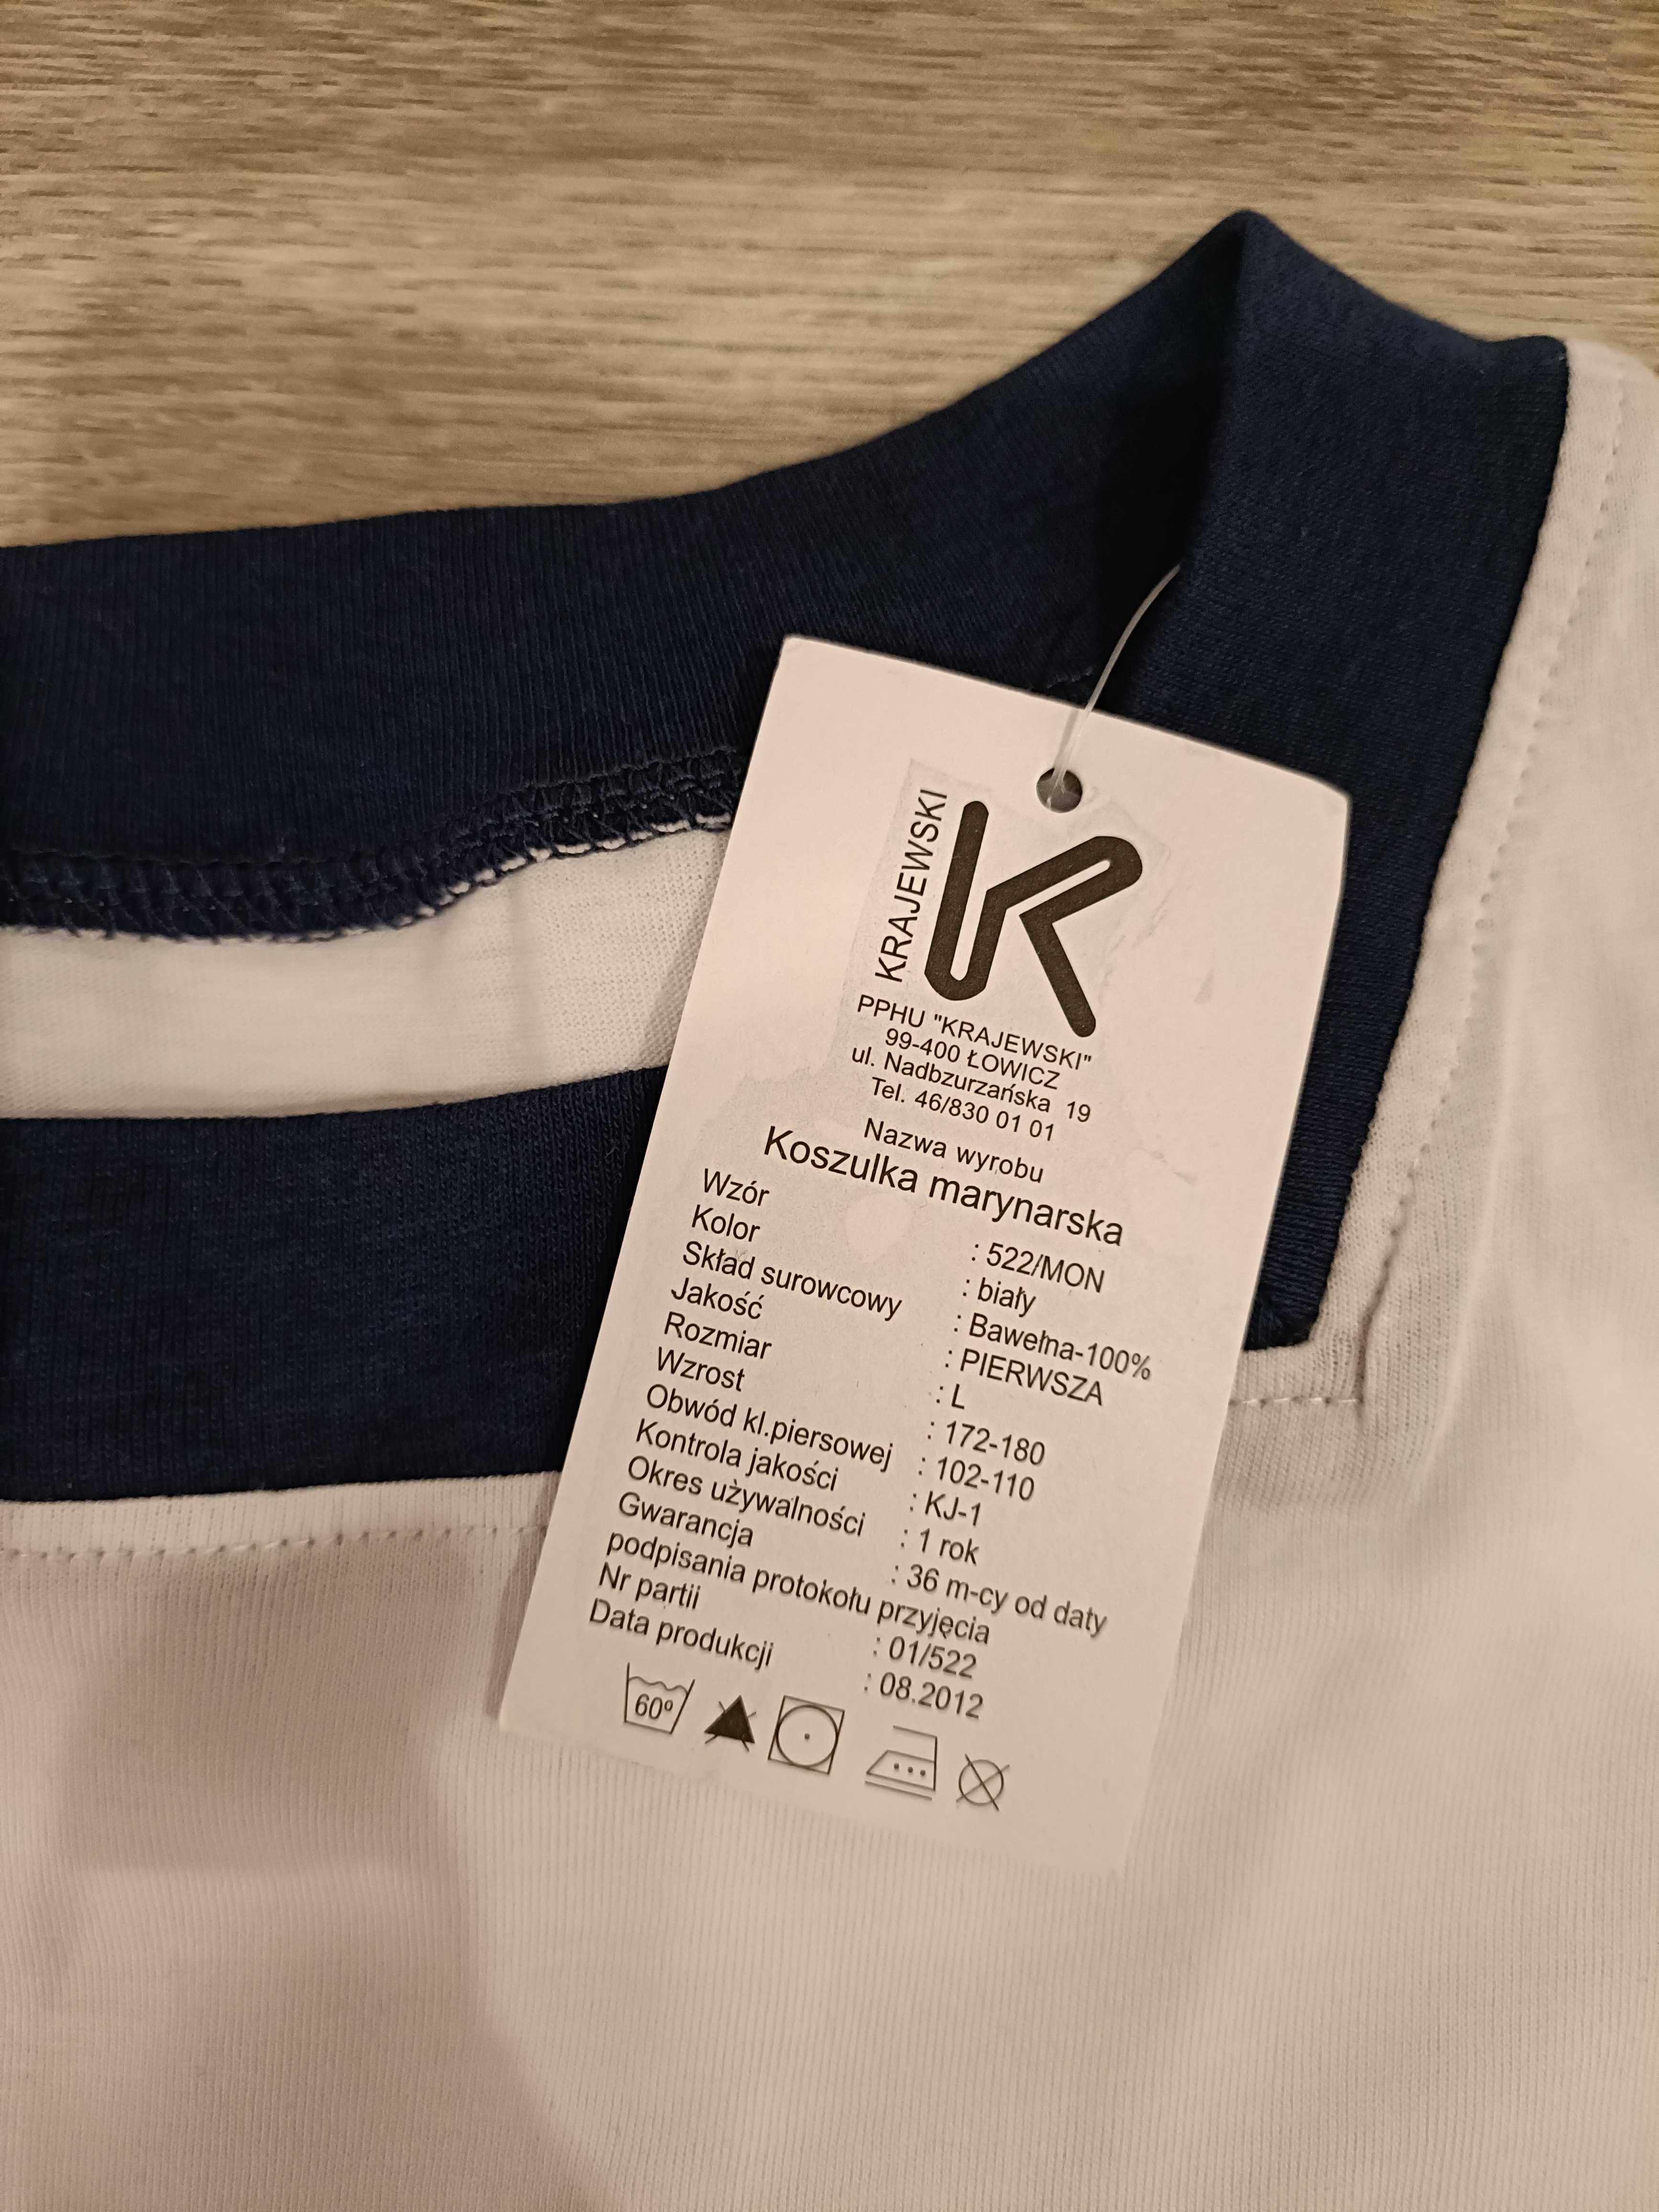 KRAJEWSKI
PPHU "KRAJEWSKI"
99-400 ŁOWICZ
ul. Nadbzurzańska 19
Tel. 46/830 01 01
Nazwa wyrobu
Koszulka marynarska
Wzór : 522/MON
Kolor : biały
Skład surowcowy : Bawełna-100%
Jakość : PIERWSZA
Rozmiar : L
Wzrost : 172-180
Obwód kl.piersowej : 102-110
Kontrola jakości : KJ-1
Okres używalności : 1 rok
Gwarancja : 36 m-cy od daty
podpisania protokołu przyjęcia
Nr partii : 01/522
Data produkcji : 08.2012
60º